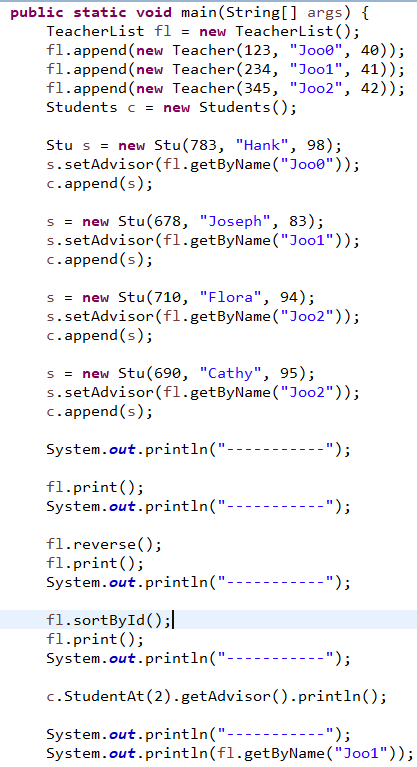 public static void main(String[] args) {
TeacherList fl = new TeacherList();
fl.append(new Teacher(123, "Joo0", 40));
fl.append(new Teacher(234, "Joo1", 41));
fl.append(new Teacher(345, "Joo2", 42));
Students c = new Students();
Stu s = new Stu(783, "Hank", 98);
s.setAdvisor(fl.getByName("Joo0"));
c.append(s);
s = new Stu(678, "Joseph", 83);
s.setAdvisor(fl.getByName("Joo1"));
c.append(s);
s = new Stu(710, "Flora", 94);
s.setAdvisor(fl.getByName("Joo2"));
c.append(s);
s = new Stu(690, "Cathy", 95);
s.setAdvisor(fl.getByName("Joo2"));
c.append(s);
System.out.println("-----------");
fl.print();
System.out.println("-----------");
fl.reverse();
fl.print();
System.out.println("-----------");
fl.sortById();
fl.print();
System.out.println("-----------");
c.StudentAt(2).getAdvisor().println();
System.out.println("-----------");
System.out.println(fl.getByName("Joo1"));